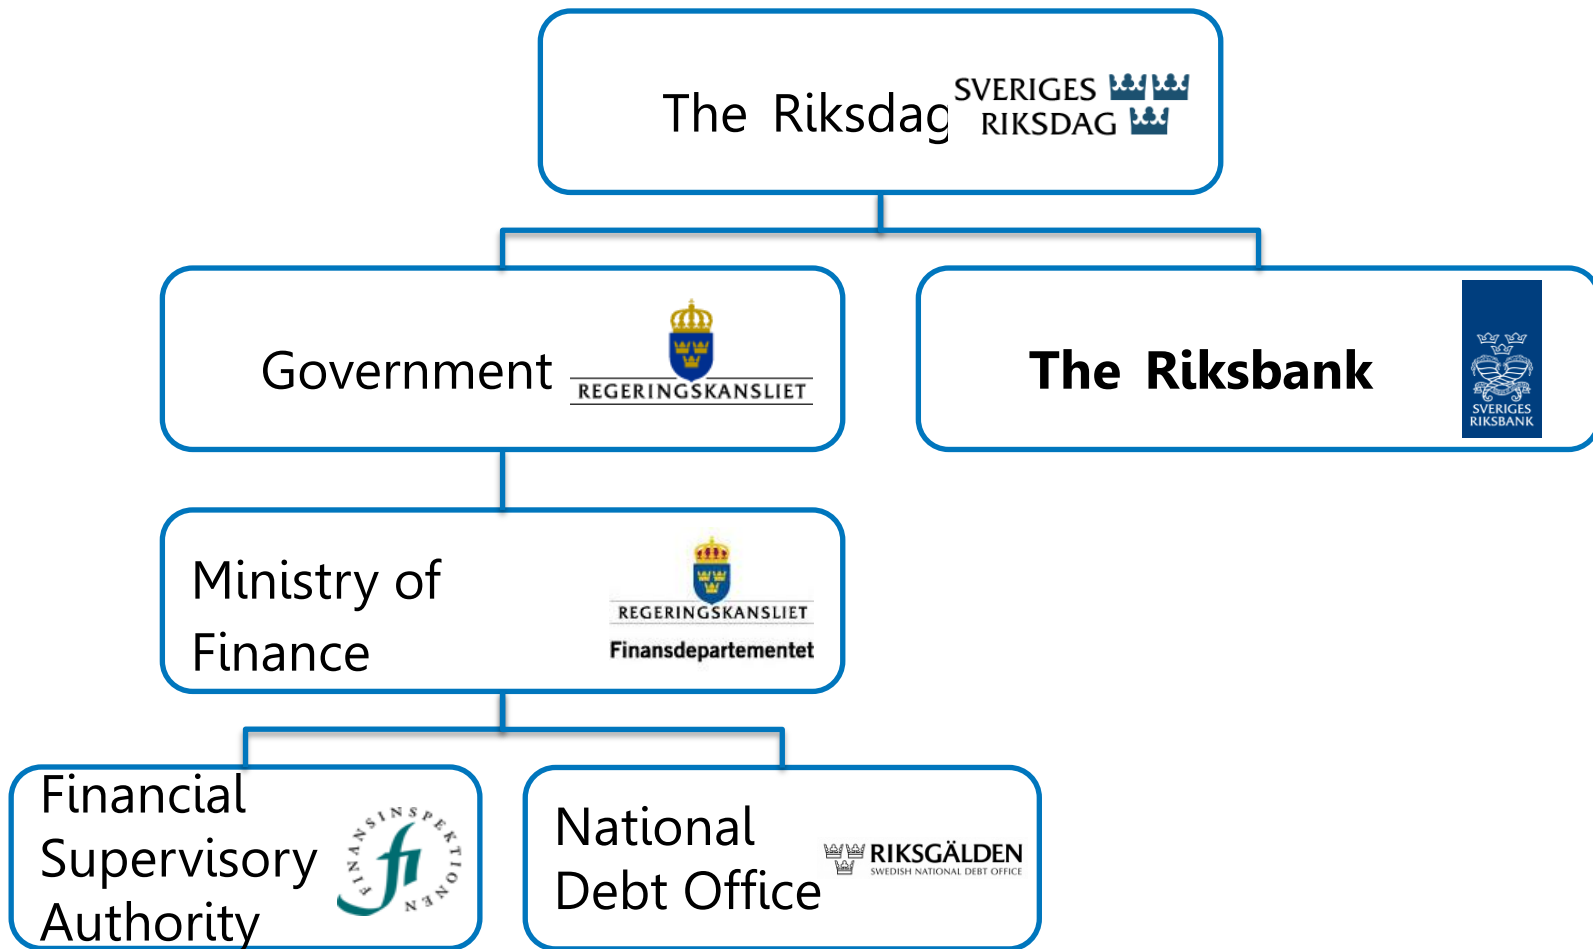 The Riksdag
SVERIGES
RIKSDAG
Government
REGERINGSKANSLIET
The Riksbank
SVERIGES
RIKSBANK
Ministry of
Finance
REGERINGSKANSLIET
Finansdepartementet
Financial
Supervisory
Authority
FINANSINSPEKTIONEN
fi
National
Debt Office
RIKSGÄLDEN
SWEDISH NATIONAL DEBT OFFICE